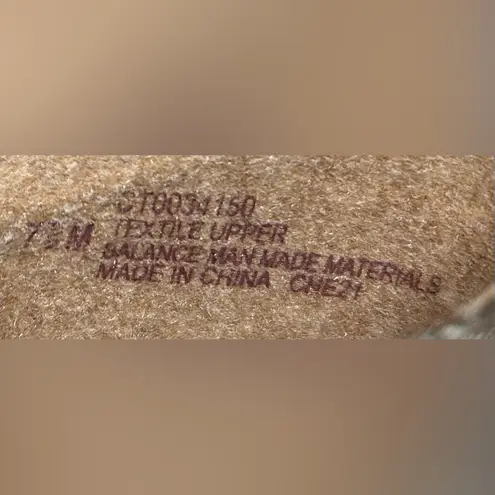 CT0034150
7½ M TEXTILE UPPER
BALANCE MAN MADE MATERIALS
MADE IN CHINA CHE21